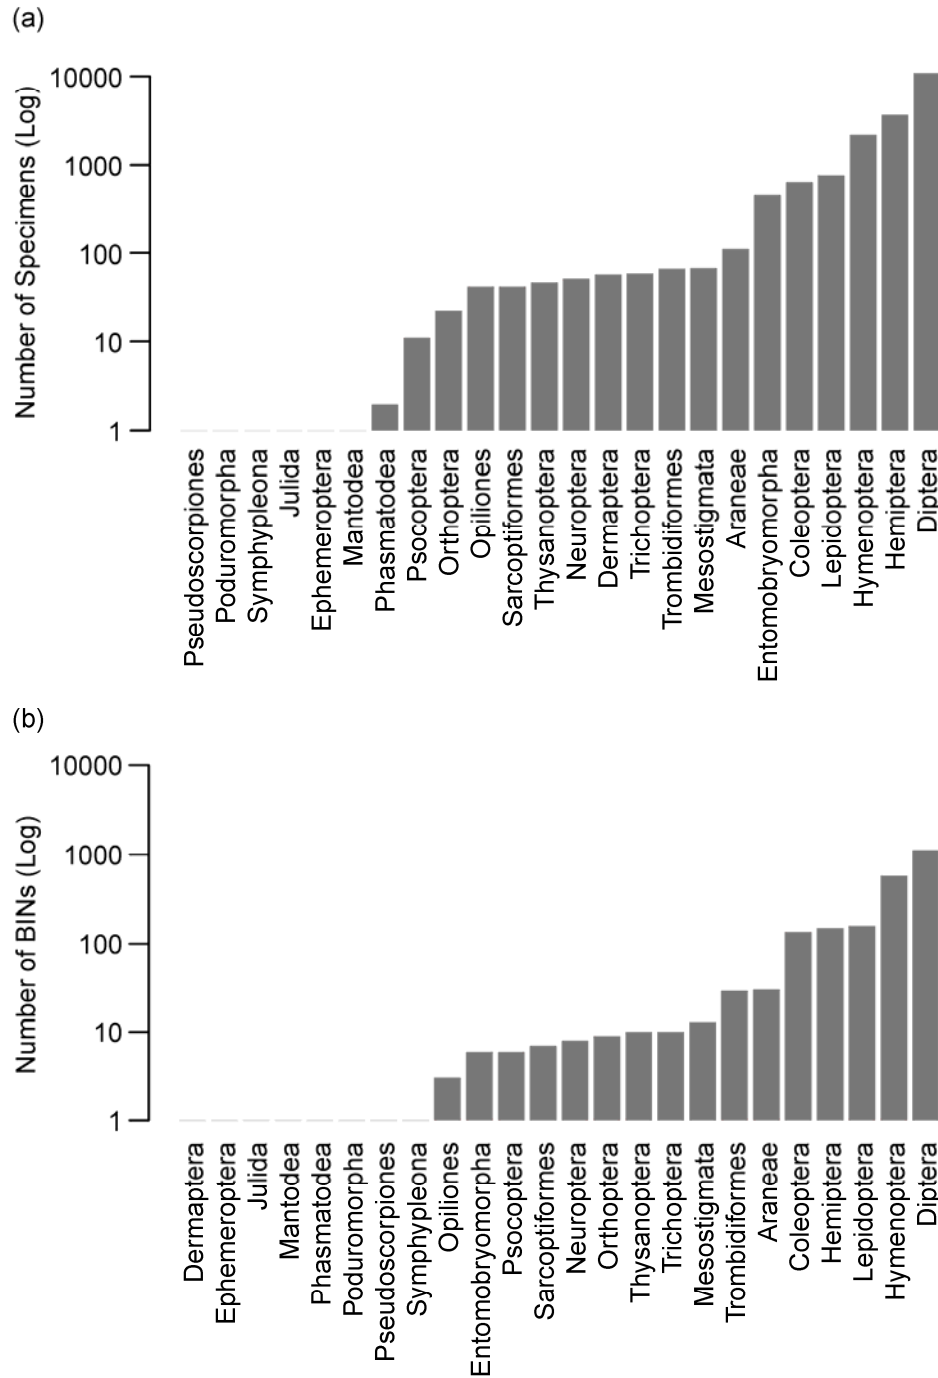 (a)
Number of Specimens (Log)
10000
1000
100
10
1
Pseudoscorpiones
Poduromorpha
Symphypleona
Julida
Ephemeroptera
Mantodea
Phasmatodea
Psocoptera
Orthoptera
Opiliones
Sarcoptiformes
Thysanoptera
Neuroptera
Dermaptera
Trichoptera
Trombidiformes
Mesostigmata
Araneae
Entomobryomorpha
Coleoptera
Lepidoptera
Hymenoptera
Hemiptera
Diptera
(b)
Number of BINs (Log)
10000
1000
100
10
1
Dermaptera
Ephemeroptera
Julida
Mantodea
Phasmatodea
Poduromorpha
Pseudoscorpiones
Symphypleona
Opiliones
Entomobryomorpha
Psocoptera
Sarcoptiformes
Neuroptera
Orthoptera
Thysanoptera
Trichoptera
Mesostigmata
Trombidiformes
Araneae
Coleoptera
Hemiptera
Lepidoptera
Hymenoptera
Diptera